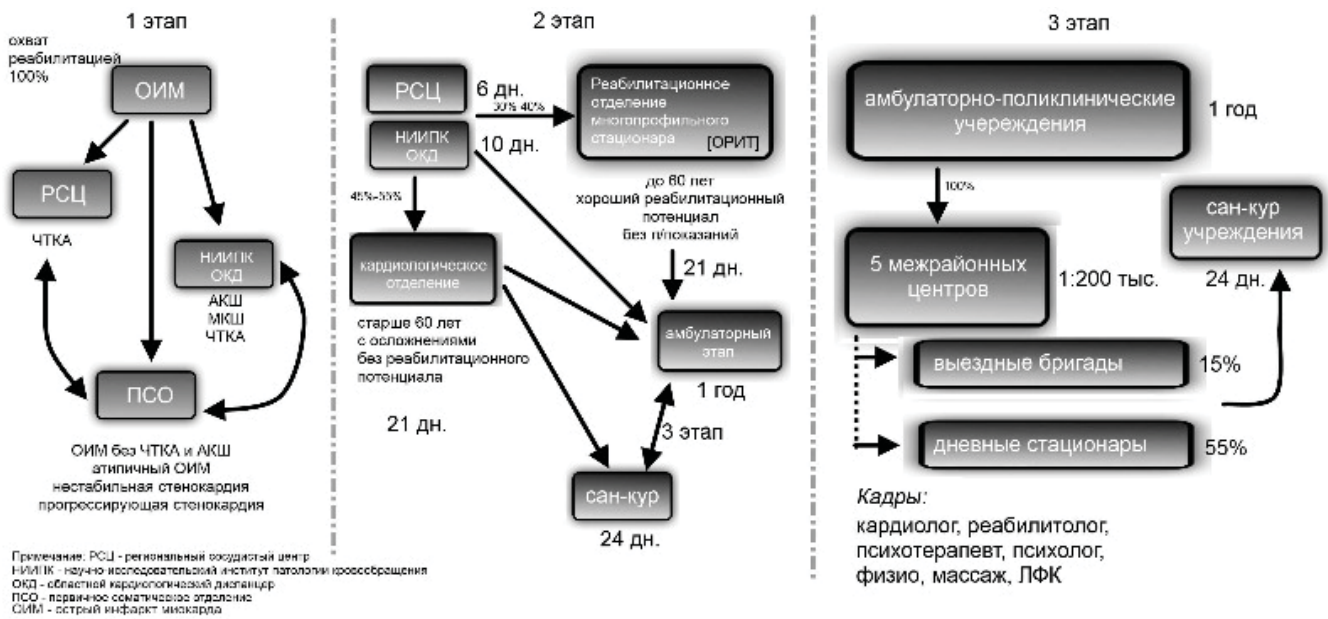 1 этап
охват
реабилитацией
100%
ОИМ
РСЦ
ЧТКА
НИИПК
ОКД
АКШ
МКШ
ЧТКА
ПСО
ОИМ без ЧТКА и АКШ
атипичный ОИМ
нестабильная стенокардия
прогрессирующая стенокардия
Примечание: РСЦ - региональный сосудистый центр
НИИПК - научно-исследовательский институт патологии кровообращения
ОКД - областной кардиологический диспансер
ПСО - первичное соматическое отделение
ОИМ - острый инфаркт миокарда
2 этап
РСЦ
6 дн.
30% 40%
НИИПК
ОКД
10 дн.
Реабилитационное
отделение
многопрофильного
стационара
[ОРИТ]
45%-55%
до 60 лет
хороший реабилитационный
потенциал
без п/показаний
21 дн.
кардиологическое
отделение
старше 60 лет
с осложнениями
без реабилитационного
потенциала
21 дн.
амбулаторный
этап
1 год
3 этап
сан-кур
24 дн.
3 этап
амбулаторно-поликлинические
учереждения
1 год
100%
5 межрайонных
центров
1:200 тыс.
сан-кур
учреждения
24 дн.
выездные бригады
15%
дневные стационары
55%
Кадры:
кардиолог, реабилитолог,
психотерапевт, психолог,
физио, массаж, ЛФК